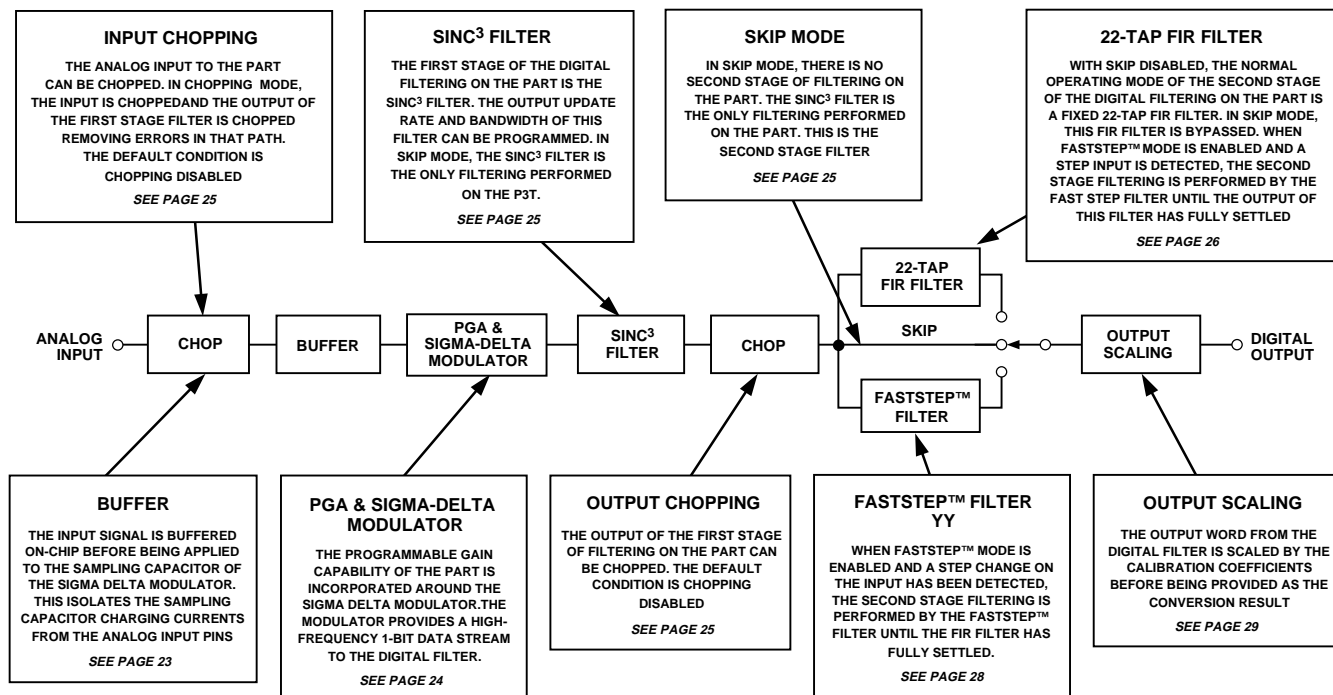 INPUT CHOPPING
THE ANALOG INPUT TO THE PART
CAN BE CHOPPED. IN CHOPPING MODE,
THE INPUT IS CHOPPEDAND THE OUTPUT OF
THE FIRST STAGE FILTER IS CHOPPED
REMOVING ERRORS IN THAT PATH.
THE DEFAULT CONDITION IS
CHOPPING DISABLED
SEE PAGE 25
SINC³ FILTER
THE FIRST STAGE OF THE DIGITAL
FILTERING ON THE PART IS THE
SINC³ FILTER. THE OUTPUT UPDATE
RATE AND BANDWIDTH OF THIS
FILTER CAN BE PROGRAMMED. IN
SKIP MODE, THE SINC³ FILTER IS
THE ONLY FILTERING PERFORMED
ON THE P3T.
SEE PAGE 25
SKIP MODE
IN SKIP MODE, THERE IS NO
SECOND STAGE OF FILTERING ON
THE PART. THE SINC³ FILTER IS
THE ONLY FILTERING PERFORMED
ON THE PART. THIS IS THE
SECOND STAGE FILTER
SEE PAGE 25
22-TAP FIR FILTER
WITH SKIP DISABLED, THE NORMAL
OPERATING MODE OF THE SECOND STAGE
OF THE DIGITAL FILTERING ON THE PART IS
A FIXED 22-TAP FIR FILTER. IN SKIP MODE,
THIS FIR FILTER IS BYPASSED. WHEN
FASTSTEP™ MODE IS ENABLED AND A
STEP INPUT IS DETECTED, THE SECOND
STAGE FILTERING IS PERFORMED BY THE
FAST STEP FILTER UNTIL THE OUTPUT OF
THIS FILTER HAS FULLY SETTLED
SEE PAGE 26
ANALOG
INPUT
CHOP
BUFFER
PGA &
SIGMA-DELTA
MODULATOR
SINC³
FILTER
CHOP
22-TAP
FIR FILTER
SKIP
FASTSTEP™
FILTER
OUTPUT
SCALING
DIGITAL
OUTPUT
BUFFER
THE INPUT SIGNAL IS BUFFERED
ON-CHIP BEFORE BEING APPLIED
TO THE SAMPLING CAPACITOR OF
THE SIGMA DELTA MODULATOR.
THIS ISOLATES THE SAMPLING
CAPACITOR CHARGING CURRENTS
FROM THE ANALOG INPUT PINS
SEE PAGE 23
PGA & SIGMA-DELTA
MODULATOR
THE PROGRAMMABLE GAIN
CAPABILITY OF THE PART IS
INCORPORATED AROUND THE
SIGMA DELTA MODULATOR.THE
MODULATOR PROVIDES A HIGH-
FREQUENCY 1-BIT DATA STREAM
TO THE DIGITAL FILTER.
SEE PAGE 24
OUTPUT CHOPPING
THE OUTPUT OF THE FIRST STAGE
OF FILTERING ON THE PART CAN
BE CHOPPED. THE DEFAULT
CONDITION IS CHOPPING
DISABLED
SEE PAGE 25
FASTSTEP™ FILTER
YY
WHEN FASTSTEP™ MODE IS
ENABLED AND A STEP CHANGE ON
THE INPUT HAS BEEN DETECTED,
THE SECOND STAGE FILTERING IS
PERFORMED BY THE FASTSTEP™
FILTER UNTIL THE FIR FILTER HAS
FULLY SETTLED.
SEE PAGE 28
OUTPUT SCALING
THE OUTPUT WORD FROM THE
DIGITAL FILTER IS SCALED BY THE
CALIBRATION COEFFICIENTS
BEFORE BEING PROVIDED AS THE
CONVERSION RESULT
SEE PAGE 29